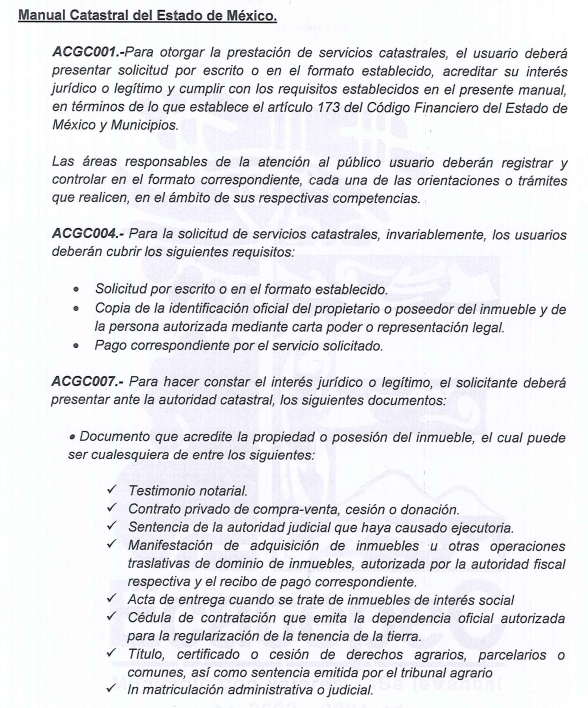 Manual Catastral del Estado de México.
ACGC001.-Para otorgar la prestación de servicios catastrales, el usuario deberá
presentar solicitud por escrito o en el formato establecido, acreditar su interés
jurídico o legítimo y cumplir con los requisitos establecidos en el presente manual,
en términos de lo que establece el artículo 173 del Código Financiero del Estado de
México y Municipios.
Las áreas responsables de la atención al público usuario deberán registrar y
controlar en el formato correspondiente, cada una de las orientaciones o trámites
que realicen, en el ámbito de sus respectivas competencias.
ACGC004.- Para la solicitud de servicios catastrales, invariablemente, los usuarios
deberán cubrir los siguientes requisitos:
• Solicitud por escrito o en el formato establecido.
• Copia de la identificación oficial del propietario o poseedor del inmueble y de
la persona autorizada mediante carta poder o representación legal.
• Pago correspondiente por el servicio solicitado.
ACGC007.- Para hacer constar el interés jurídico o legítimo, el solicitante deberá
presentar ante la autoridad catastral, los siguientes documentos:
• Documento que acredite la propiedad o posesión del inmueble, el cual puede
ser cualesquiera de entre los siguientes:
✓ Testimonio notarial.
✓ Contrato privado de compra-venta, cesión o donación.
✓ Sentencia de la autoridad judicial que haya causado ejecutoria.
✓ Manifestación de adquisición de inmuebles u otras operaciones
traslativas de dominio de inmuebles, autorizada por la autoridad fiscal
respectiva y el recibo de pago correspondiente.
✓ Acta de entrega cuando se trate de inmuebles de interés social
✓ Cédula de contratación que emita la dependencia oficial autorizada
para la regularización de la tenencia de la tierra.
✓ Título, certificado o cesión de derechos agrarios, parcelarios o
comunes, así como sentencia emitida por el tribunal agrario
✓ In matriculación administrativa o judicial.